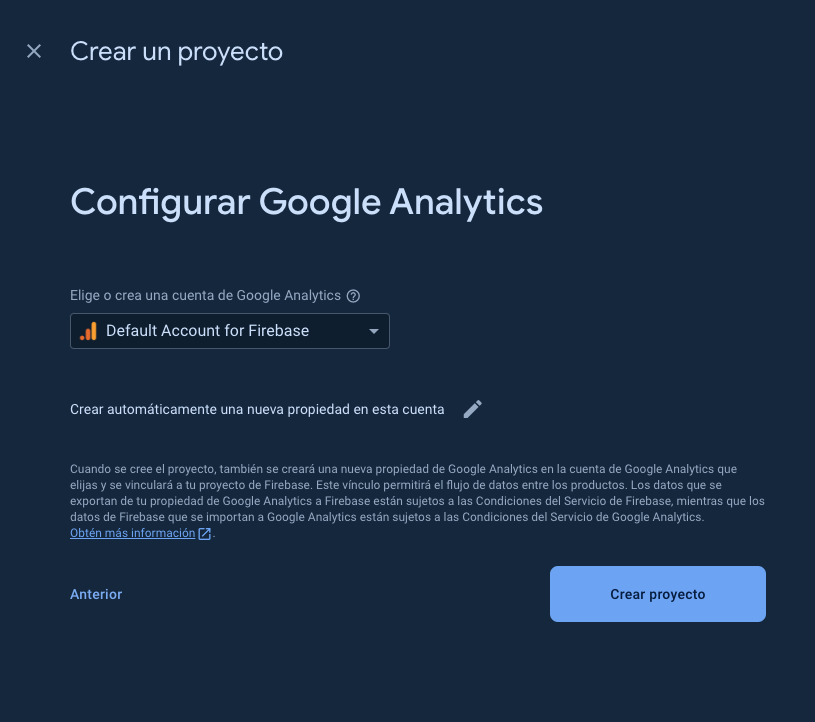 Crear un proyecto
Configurar Google Analytics
Elige o crea una cuenta de Google Analytics
Default Account for Firebase
Crear automáticamente una nueva propiedad en esta cuenta
Cuando se cree el proyecto, también se creará una nueva propiedad de Google Analytics en la cuenta de Google Analytics que
elijas y se vinculará a tu proyecto de Firebase. Este vínculo permitirá el flujo de datos entre los productos. Los datos que se
exportan de tu propiedad de Google Analytics a Firebase están sujetos a las Condiciones del Servicio de Firebase, mientras que los
datos de Firebase que se importan a Google Analytics están sujetos a las Condiciones del Servicio de Google Analytics.
Obtén más información.
Anterior
Crear proyecto